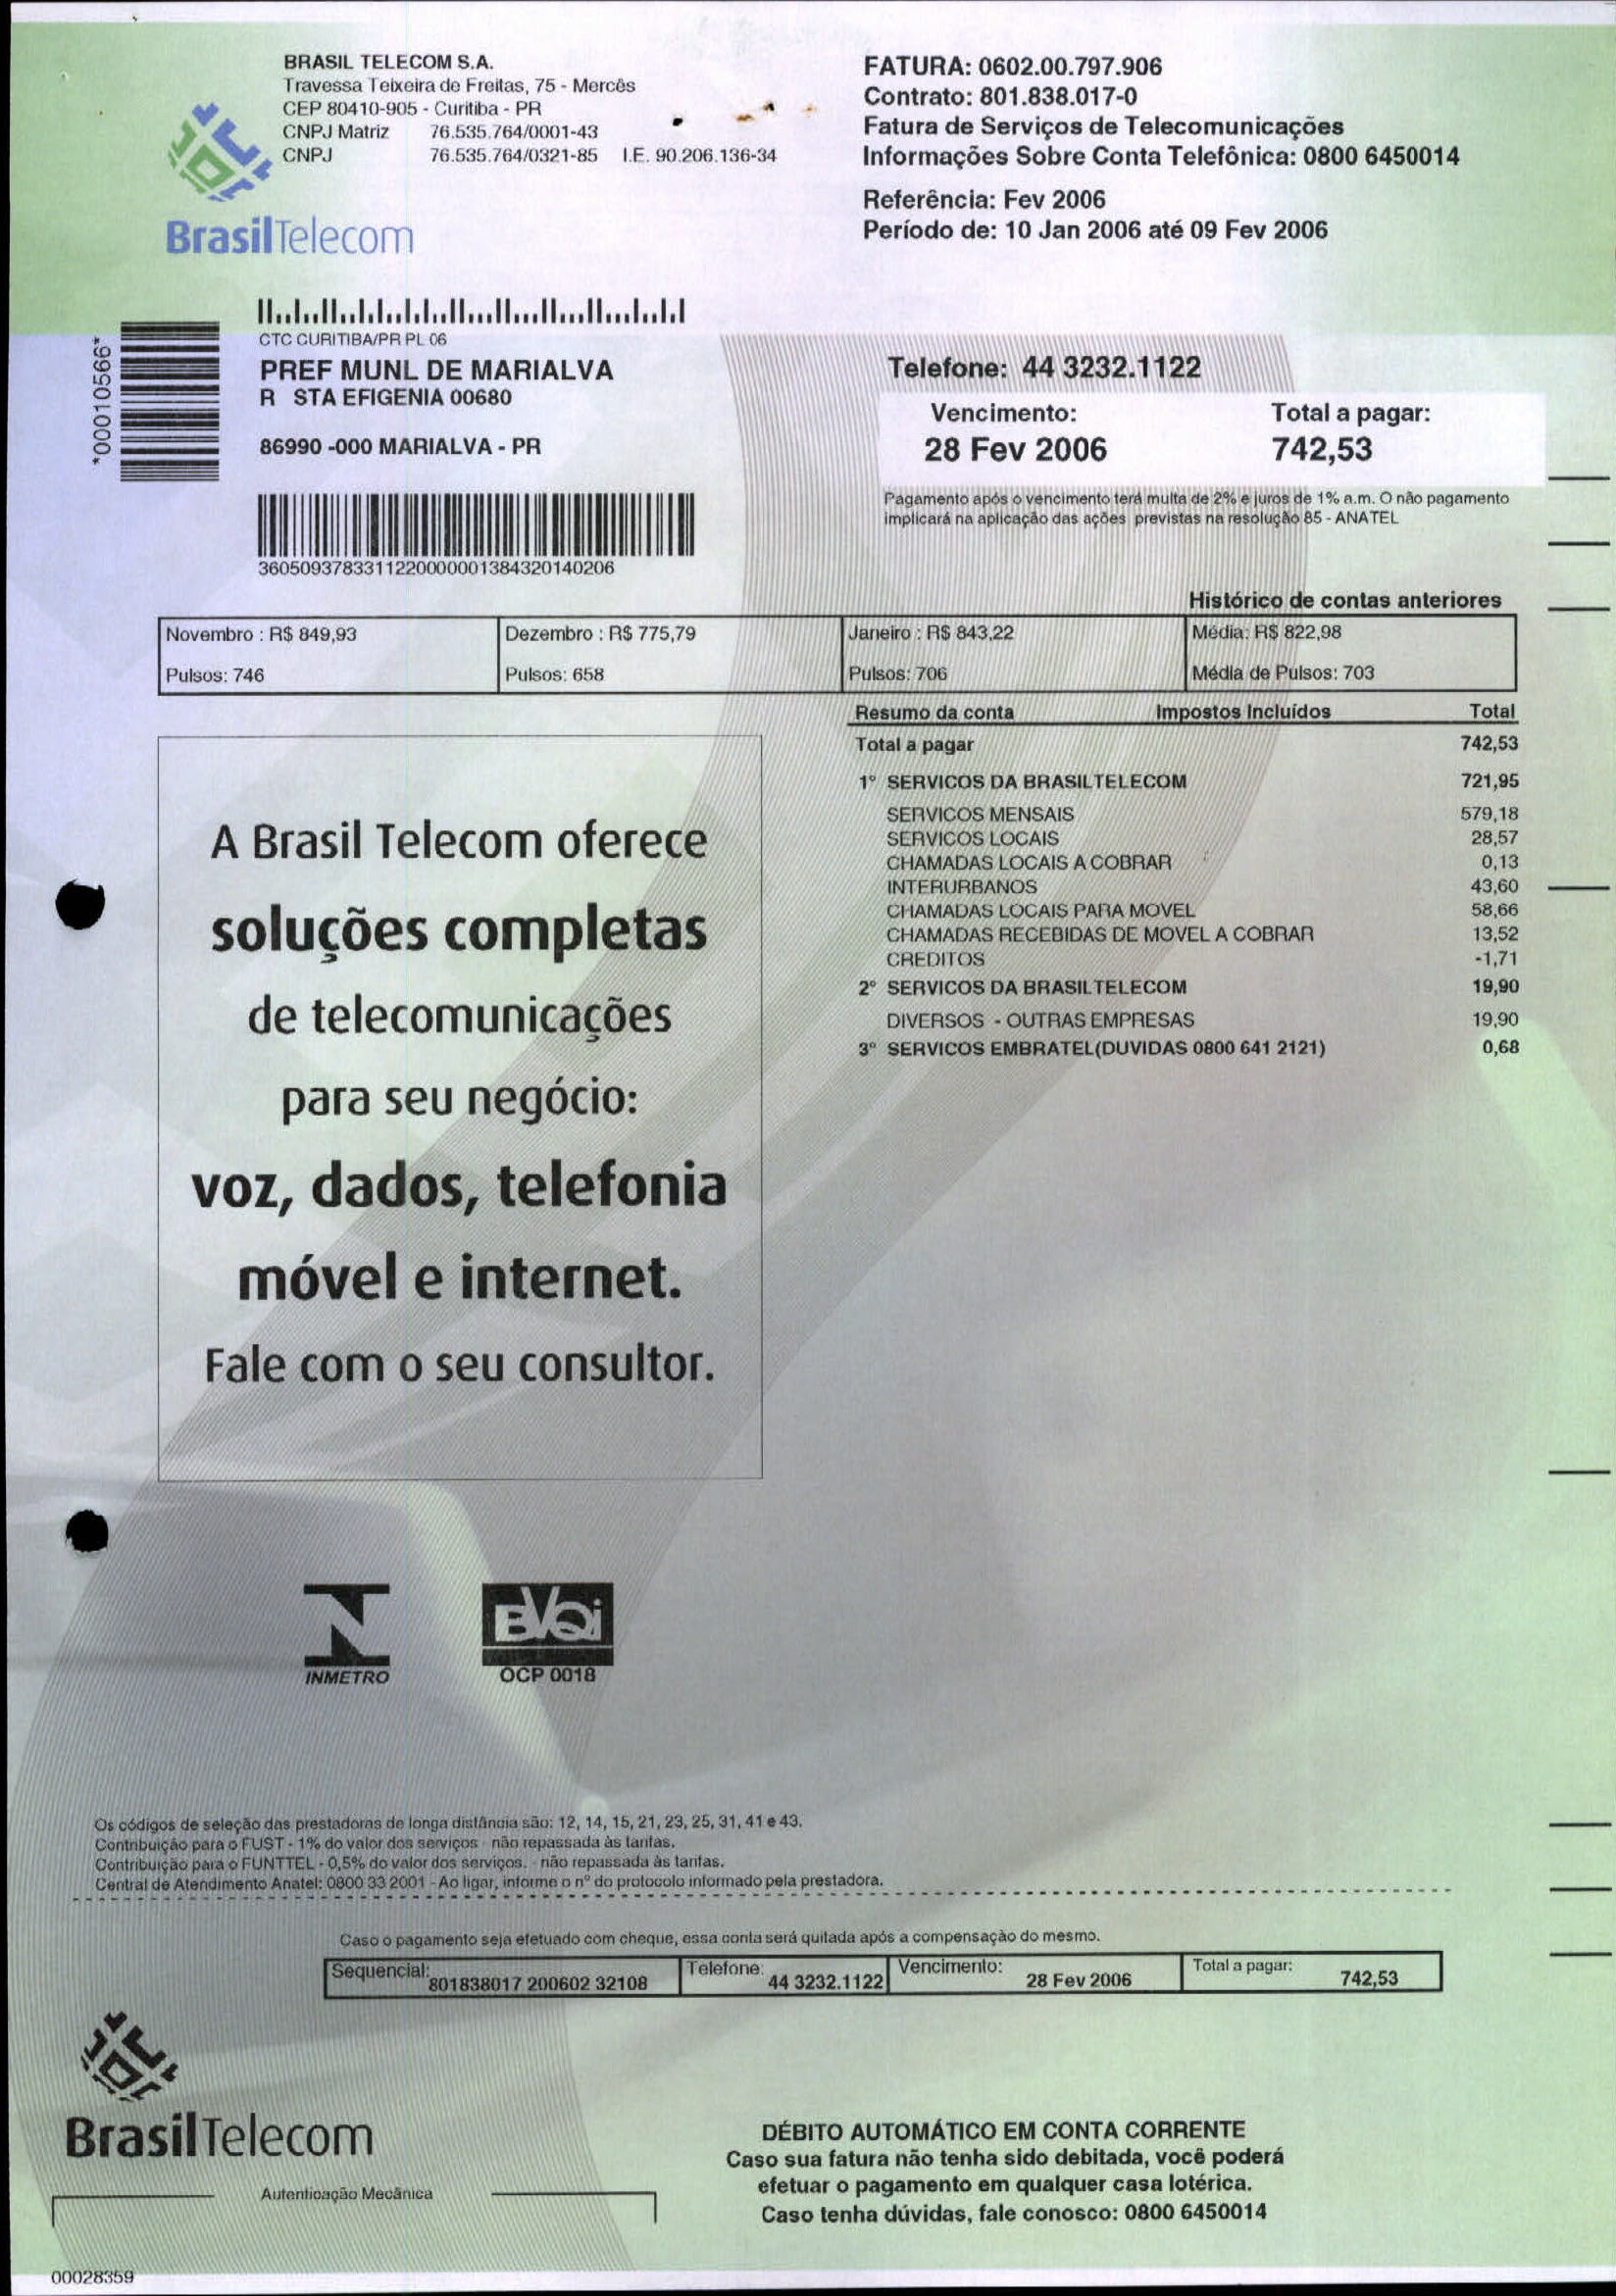 BRASIL TELECOM S.A.
Travessa Teixeira de Freitas, 75 - Mercês
CEP 80410-905 - Curitiba - PR
CNPJ Matriz 76.535.764/0001-43
CNPJ 76.535.764/0321-85 I.E. 90.206.136-34
BrasilTelecom
FATURA: 0602.00.797.906
Contrato: 801.838.017-0
Fatura de Serviços de Telecomunicações
Informações Sobre Conta Telefônica: 0800 6450014
Referência: Fev 2006
Período de: 10 Jan 2006 até 09 Fev 2006
*00010566*
CTC CURITIBA/PR PL 06
PREF MUNL DE MARIALVA
R STA EFIGENIA 00680
86990 -000 MARIALVA - PR
3605093783311220000001384320140206
Telefone: 44 3232.1122
Vencimento: Total a pagar:
28 Fev 2006 742,53
Pagamento após o vencimento terá multa de 2% e juros de 1% a.m. O não pagamento
implicará na aplicação das ações previstas na resolução 85 - ANATEL
Histórico de contas anteriores
Novembro : R$ 849,93 Dezembro : R$ 775,79 Janeiro : R$ 843,22 Média: R$ 822,98
Pulsos: 746 Pulsos: 658 Pulsos: 706 Média de Pulsos: 703
Resumo da conta Impostos Incluídos Total
Total a pagar 742,53
1º SERVICOS DA BRASILTELECOM 721,95
SERVICOS MENSAIS 579,18
SERVICOS LOCAIS 28,57
CHAMADAS LOCAIS A COBRAR 0,13
INTERURBANOS 43,60
CHAMADAS LOCAIS PARA MOVEL 58,66
CHAMADAS RECEBIDAS DE MOVEL A COBRAR 13,52
CREDITOS -1,71
2º SERVICOS DA BRASILTELECOM 19,90
DIVERSOS - OUTRAS EMPRESAS 19,90
3º SERVICOS EMBRATEL(DUVIDAS 0800 641 2121) 0,68
A Brasil Telecom oferece
soluções completas
de telecomunicações
para seu negócio:
voz, dados, telefonia
móvel e internet.
Fale com o seu consultor.
INMETRO
BVQi
OCP 0018
Os códigos de seleção das prestadoras de longa distância são: 12, 14, 15, 21, 23, 25, 31, 41 e 43.
Contribuição para o FUST - 1% do valor dos serviços - não repassada às tarifas.
Contribuição para o FUNTTEL - 0,5% do valor dos serviços. - não repassada às tarifas.
Central de Atendimento Anatel: 0800 33 2001 - Ao ligar, informe o nº do protocolo informado pela prestadora.
Caso o pagamento seja efetuado com cheque, essa conta será quitada após a compensação do mesmo.
Sequencial: 801838017 200602 32108 Telefone: 44 3232.1122 Vencimento: 28 Fev 2006 Total a pagar: 742,53
BrasilTelecom
Autenticação Mecânica
DÉBITO AUTOMÁTICO EM CONTA CORRENTE
Caso sua fatura não tenha sido debitada, você poderá
efetuar o pagamento em qualquer casa lotérica.
Caso tenha dúvidas, fale conosco: 0800 6450014
00028359